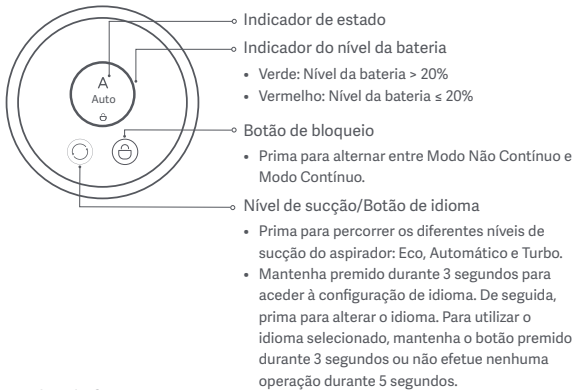 Indicador de estado
Indicador do nível da bateria
• Verde: Nível da bateria > 20%
• Vermelho: Nível da bateria ≤ 20%
A
Auto
Botão de bloqueio
• Prima para alternar entre Modo Não Contínuo e
Modo Contínuo.
Nível de sucção/Botão de idioma
• Prima para percorrer os diferentes níveis de
sucção do aspirador: Eco, Automático e Turbo.
• Mantenha premido durante 3 segundos para
aceder à configuração de idioma. De seguida,
prima para alterar o idioma. Para utilizar o
idioma selecionado, mantenha o botão premido
durante 3 segundos ou não efetue nenhuma
operação durante 5 segundos.